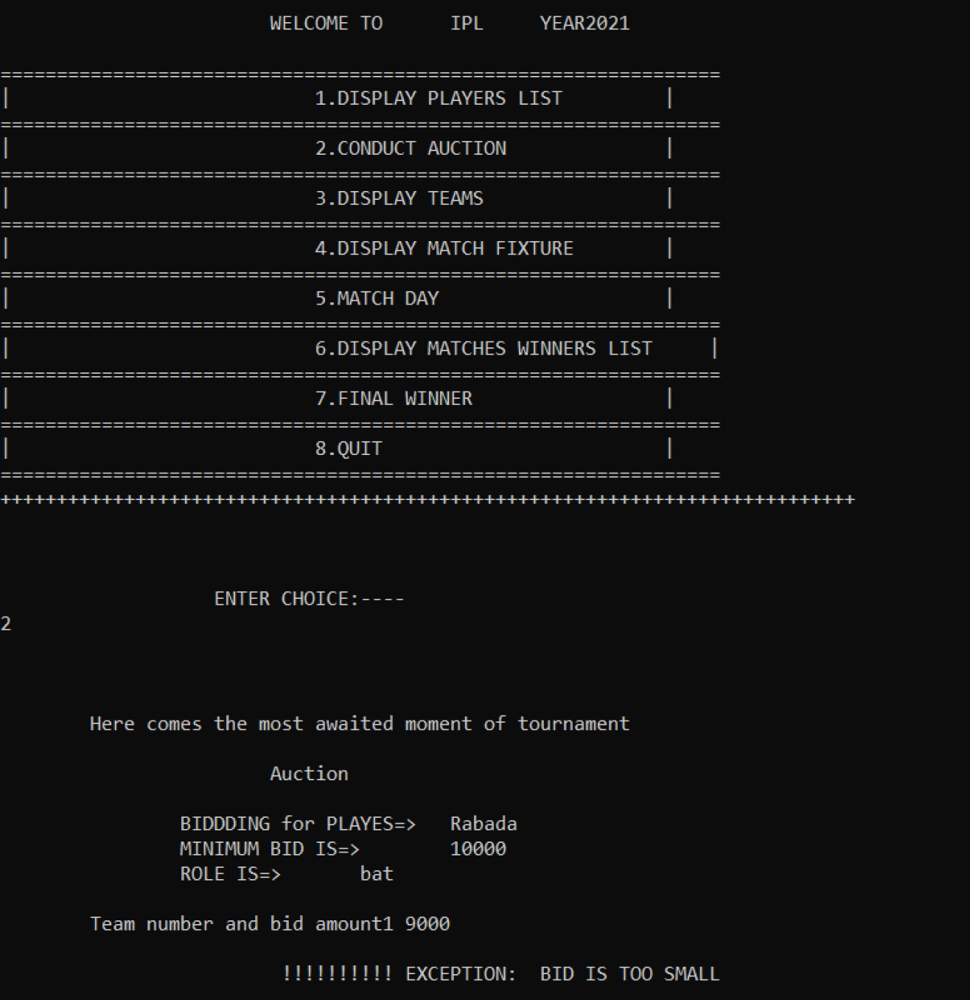 WELCOME TO IPL YEAR2021
================================================================
| 1.DISPLAY PLAYERS LIST |
================================================================
| 2.CONDUCT AUCTION |
================================================================
| 3.DISPLAY TEAMS |
================================================================
| 4.DISPLAY MATCH FIXTURE |
================================================================
| 5.MATCH DAY |
================================================================
| 6.DISPLAY MATCHES WINNERS LIST |
================================================================
| 7.FINAL WINNER |
================================================================
| 8.QUIT |
================================================================
++++++++++++++++++++++++++++++++++++++++++++++++++++++++++++++++++++++++++++
ENTER CHOICE:----
2
Here comes the most awaited moment of tournament
Auction
BIDDDING for PLAYES=> Rabada
MINIMUM BID IS=> 10000
ROLE IS=> bat
Team number and bid amount1 9000
!!!!!!!!!! EXCEPTION: BID IS TOO SMALL